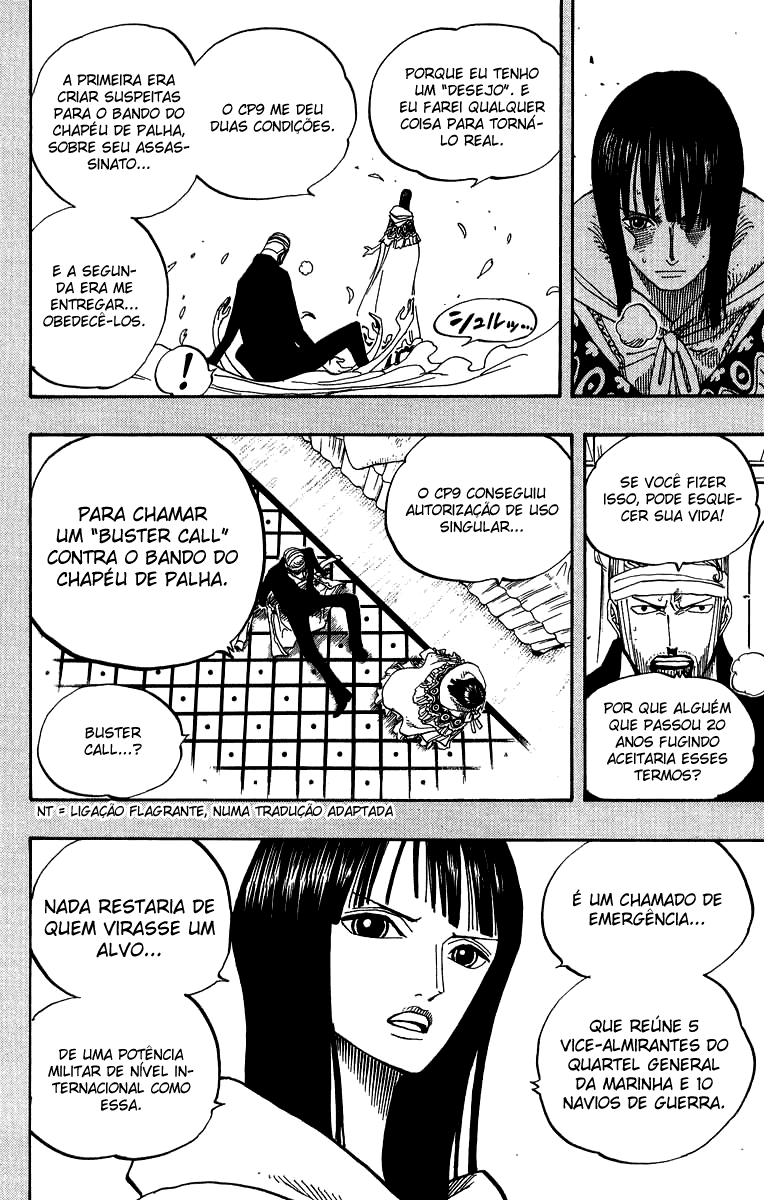 PORQUE EU TENHO
UM "DESEJO". E
EU FAREI QUALQUER
COISA PARA TORNÁ-
LO REAL.
O CP9 ME DEU
DUAS CONDIÇÕES.
A PRIMEIRA ERA
CRIAR SUSPEITAS
PARA O BANDO DO
CHAPÉU DE PALHA,
SOBRE SEU ASSAS-
SINATO...
E A SEGUN-
DA ERA ME
ENTREGAR...
OBEDECÊ-LOS.
!
SE VOCÊ FIZER
ISSO, PODE ESQUE-
CER SUA VIDA!
POR QUE ALGUÉM
QUE PASSOU 20
ANOS FUGINDO
ACEITARIA ESSES
TERMOS?
O CP9 CONSEGUIU
AUTORIZAÇÃO DE USO
SINGULAR...
PARA CHAMAR
UM "BUSTER CALL"
CONTRA O BANDO DO
CHAPÉU DE PALHA.
BUSTER
CALL...?
NT = LIGAÇÃO FLAGRANTE, NUMA TRADUÇÃO ADAPTADA
É UM CHAMADO DE
EMERGÊNCIA...
QUE REÚNE 5
VICE-ALMIRANTES DO
QUARTEL GENERAL
DA MARINHA E 10
NAVIOS DE GUERRA.
NADA RESTARIA DE
QUEM VIRASSE UM
ALVO...
DE UMA POTÊNCIA
MILITAR DE NÍVEL IN-
TERNACIONAL COMO
ESSA.